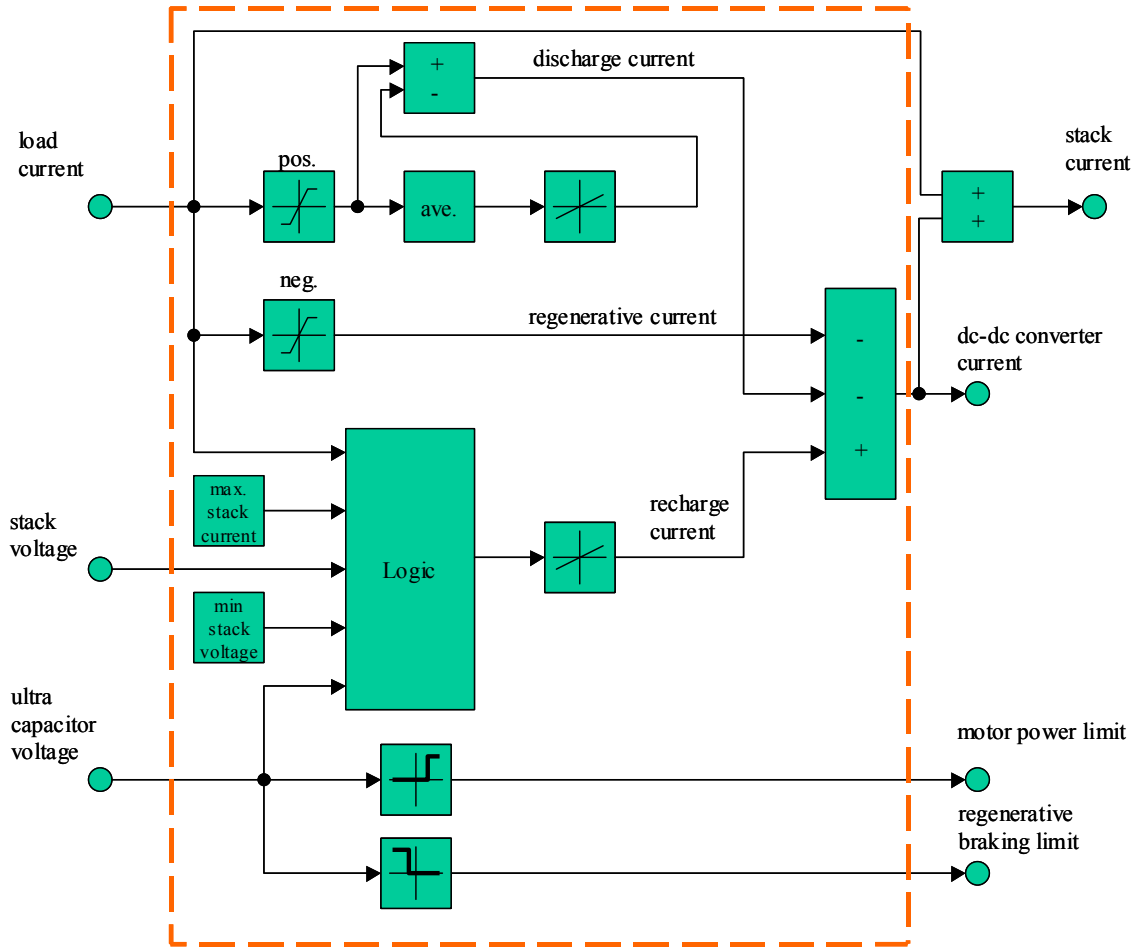 +
-
discharge current
load
current
pos.
ave.
stack
current
+
+
neg.
regenerative current
-
-
+
dc-dc converter
current
max.
stack
current
stack
voltage
Logic
recharge
current
min
stack
voltage
ultra
capacitor
voltage
motor power limit
regenerative
braking limit